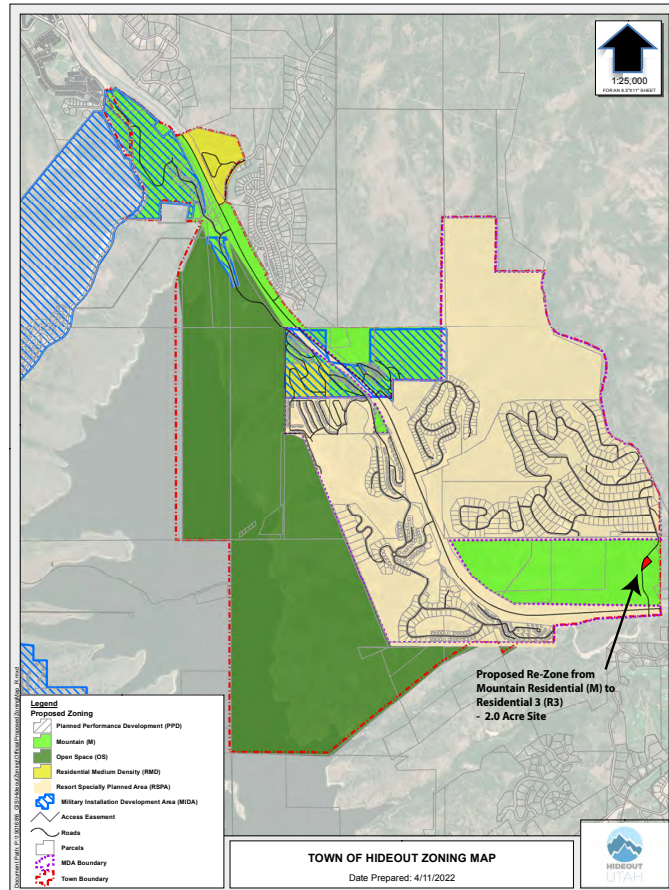 1:25,000
FOR AN 8.5"X11" SHEET
Proposed Re-Zone from
Mountain Residential (M) to
Residential 3 (R3)
- 2.0 Acre Site
Legend
Proposed Zoning
Planned Performance Development (PPD)
Mountain (M)
Open Space (OS)
Residential Medium Density (RMD)
Resort Specially Planned Area (RSPA)
Military Installation Development Area (MIDA)
Access Easement
Roads
Parcels
MDA Boundary
Town Boundary
TOWN OF HIDEOUT ZONING MAP
Date Prepared: 4/11/2022
HIDEOUT
UTAH